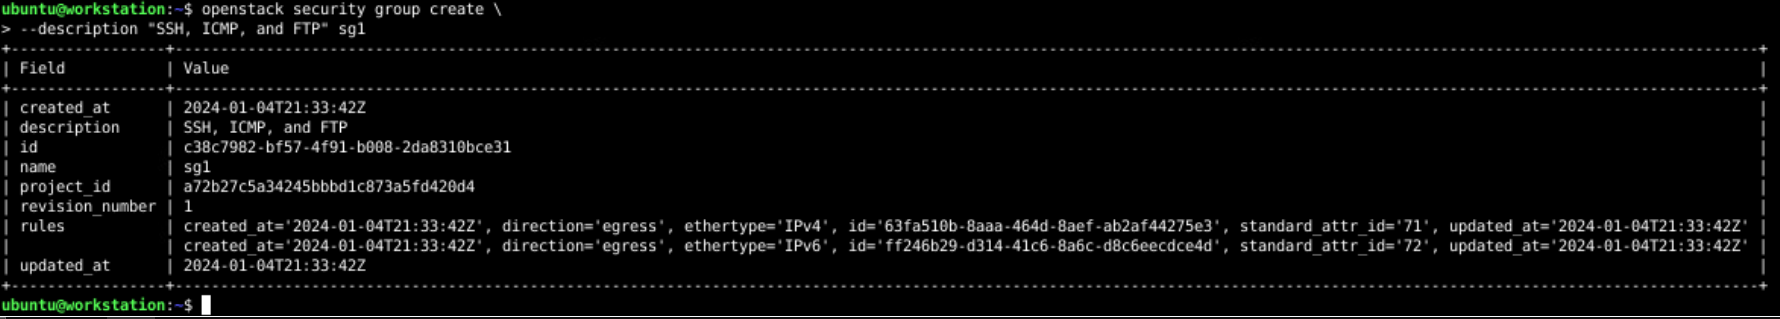 ubuntu@workstation:~$ openstack security group create \
> --description "SSH, ICMP, and FTP" sg1
| Field | Value |
| created_at | 2024-01-04T21:33:42Z |
| description | SSH, ICMP, and FTP |
| id | c38c7982-bf57-4f91-b008-2da8310bce31 |
| name | sg1 |
| project_id | a72b27c5a34245bbbd1c873a5fd420d4 |
| revision_number | 1 |
| rules | created_at='2024-01-04T21:33:42Z', direction='egress', ethertype='IPv4', id='63fa510b-8aaa-464d-8aef-ab2af44275e3', standard_attr_id='71', updated_at='2024-01-04T21:33:42Z' |
| | created_at='2024-01-04T21:33:42Z', direction='egress', ethertype='IPv6', id='ff246b29-d314-41c6-8a6c-d8c6eecdce4d', standard_attr_id='72', updated_at='2024-01-04T21:33:42Z' |
| updated_at | 2024-01-04T21:33:42Z |
ubuntu@workstation:~$